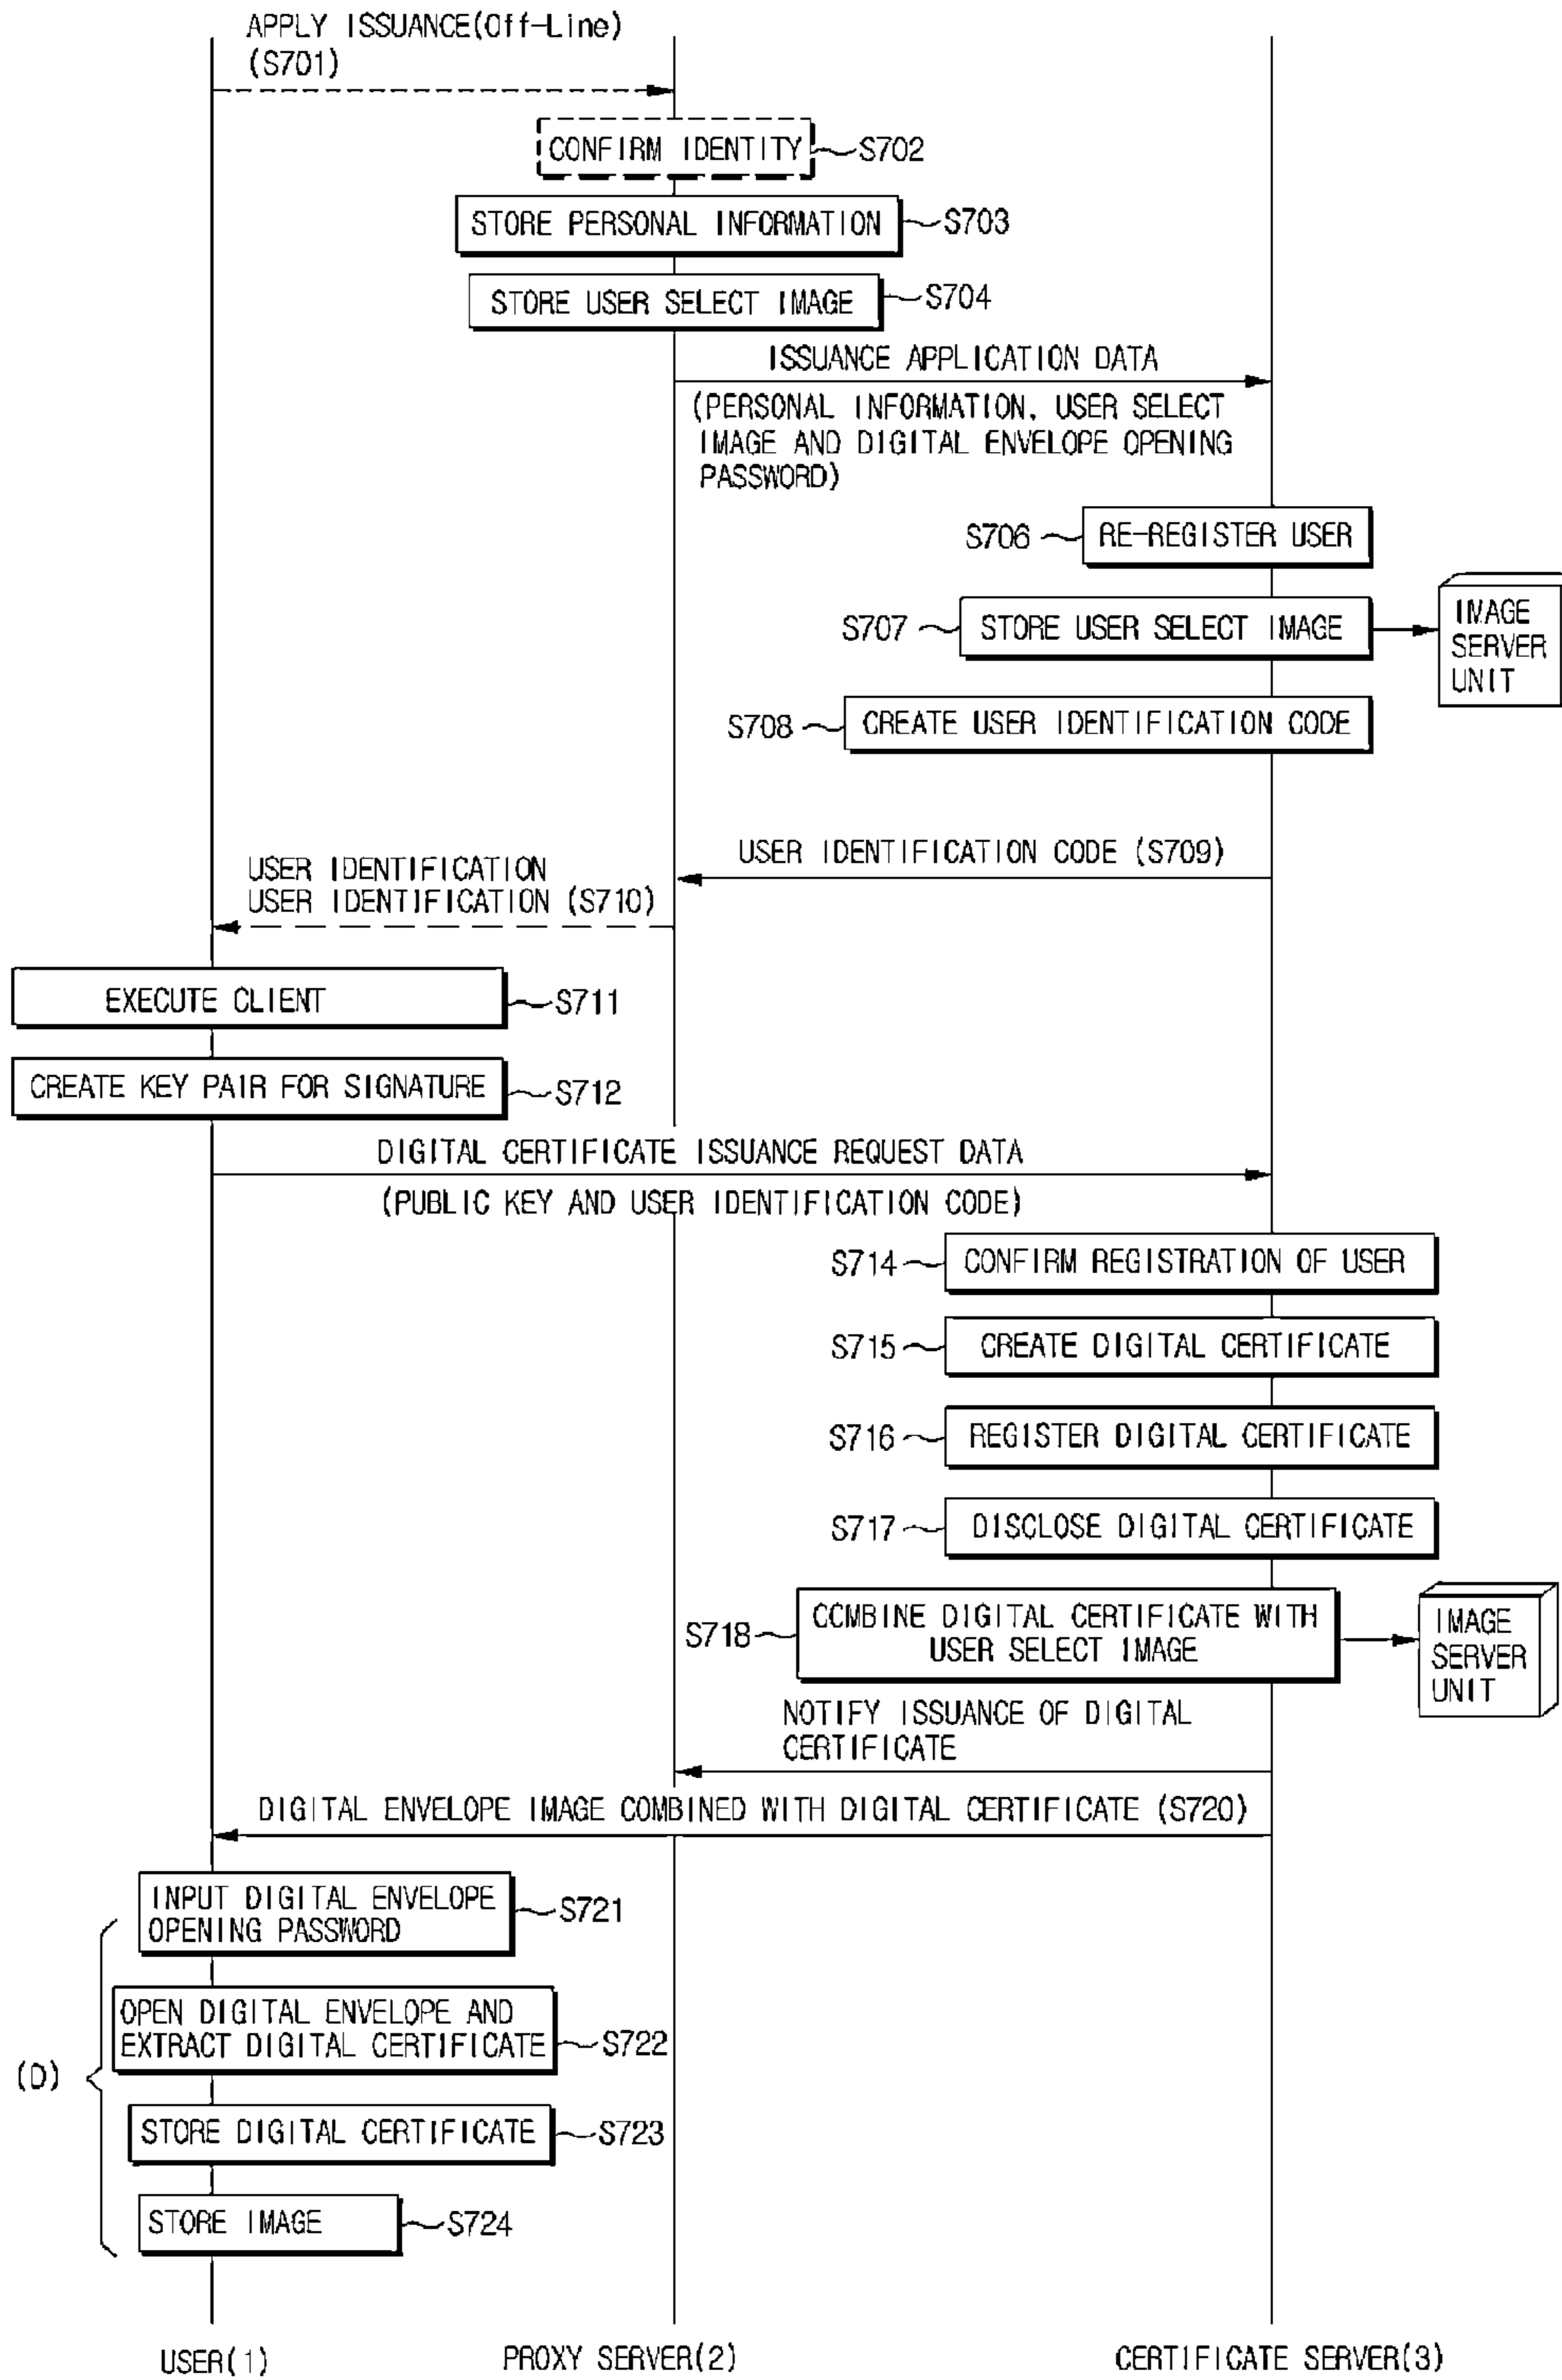 APPLY ISSUANCE(Off-Line)
(S701)
CONFIRM IDENTITY
S702
STORE PERSONAL INFORMATION
S703
STORE USER SELECT IMAGE
S704
ISSUANCE APPLICATION DATA
(PERSONAL INFORMATION, USER SELECT
IMAGE AND DIGITAL ENVELOPE OPENING
PASSWORD)
S706
RE-REGISTER USER
S707
STORE USER SELECT IMAGE
IMAGE
SERVER
UNIT
S708
CREATE USER IDENTIFICATION CODE
USER IDENTIFICATION CODE (S709)
USER IDENTIFICATION
USER IDENTIFICATION (S710)
EXECUTE CLIENT
S711
CREATE KEY PAIR FOR SIGNATURE
S712
DIGITAL CERTIFICATE ISSUANCE REQUEST DATA
(PUBLIC KEY AND USER IDENTIFICATION CODE)
S714
CONFIRM REGISTRATION OF USER
S715
CREATE DIGITAL CERTIFICATE
S716
REGISTER DIGITAL CERTIFICATE
S717
DISCLOSE DIGITAL CERTIFICATE
S718
COMBINE DIGITAL CERTIFICATE WITH
USER SELECT IMAGE
IMAGE
SERVER
UNIT
NOTIFY ISSUANCE OF DIGITAL
CERTIFICATE
DIGITAL ENVELOPE IMAGE COMBINED WITH DIGITAL CERTIFICATE (S720)
INPUT DIGITAL ENVELOPE
OPENING PASSWORD
S721
OPEN DIGITAL ENVELOPE AND
EXTRACT DIGITAL CERTIFICATE
S722
(D)
STORE DIGITAL CERTIFICATE
S723
STORE IMAGE
S724
USER(1)
PROXY SERVER(2)
CERTIFICATE SERVER(3)